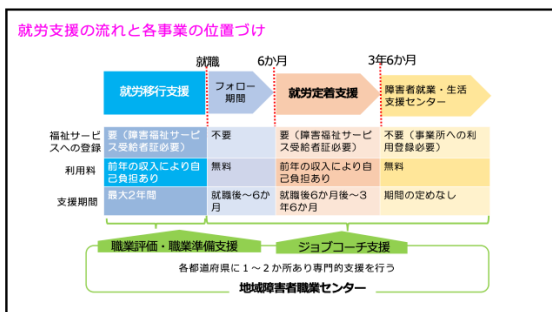 就労支援の流れと各事業の位置づけ
就職
6か月
3年6か月
就労移行支援
フォロー
期間
就労定着支援
障害者就業・生活
支援センター
福祉サービ
スへの登録
要（障害福祉サービ
ス受給者証必要）
不要
要（障害福祉サービ
ス受給者証必要）
不要（事業所への利
用登録必要）
利用料
前年の収入により自
己負担あり
無料
前年の収入により自
己負担あり
無料
支援期間
最大2年間
就職後～6か
月
就職後6か月後～3
年6か月
期間の定めなし
職業評価・職業準備支援
ジョブコーチ支援
各都道府県に１～２か所あり専門的支援を行う
地域障害者職業センター